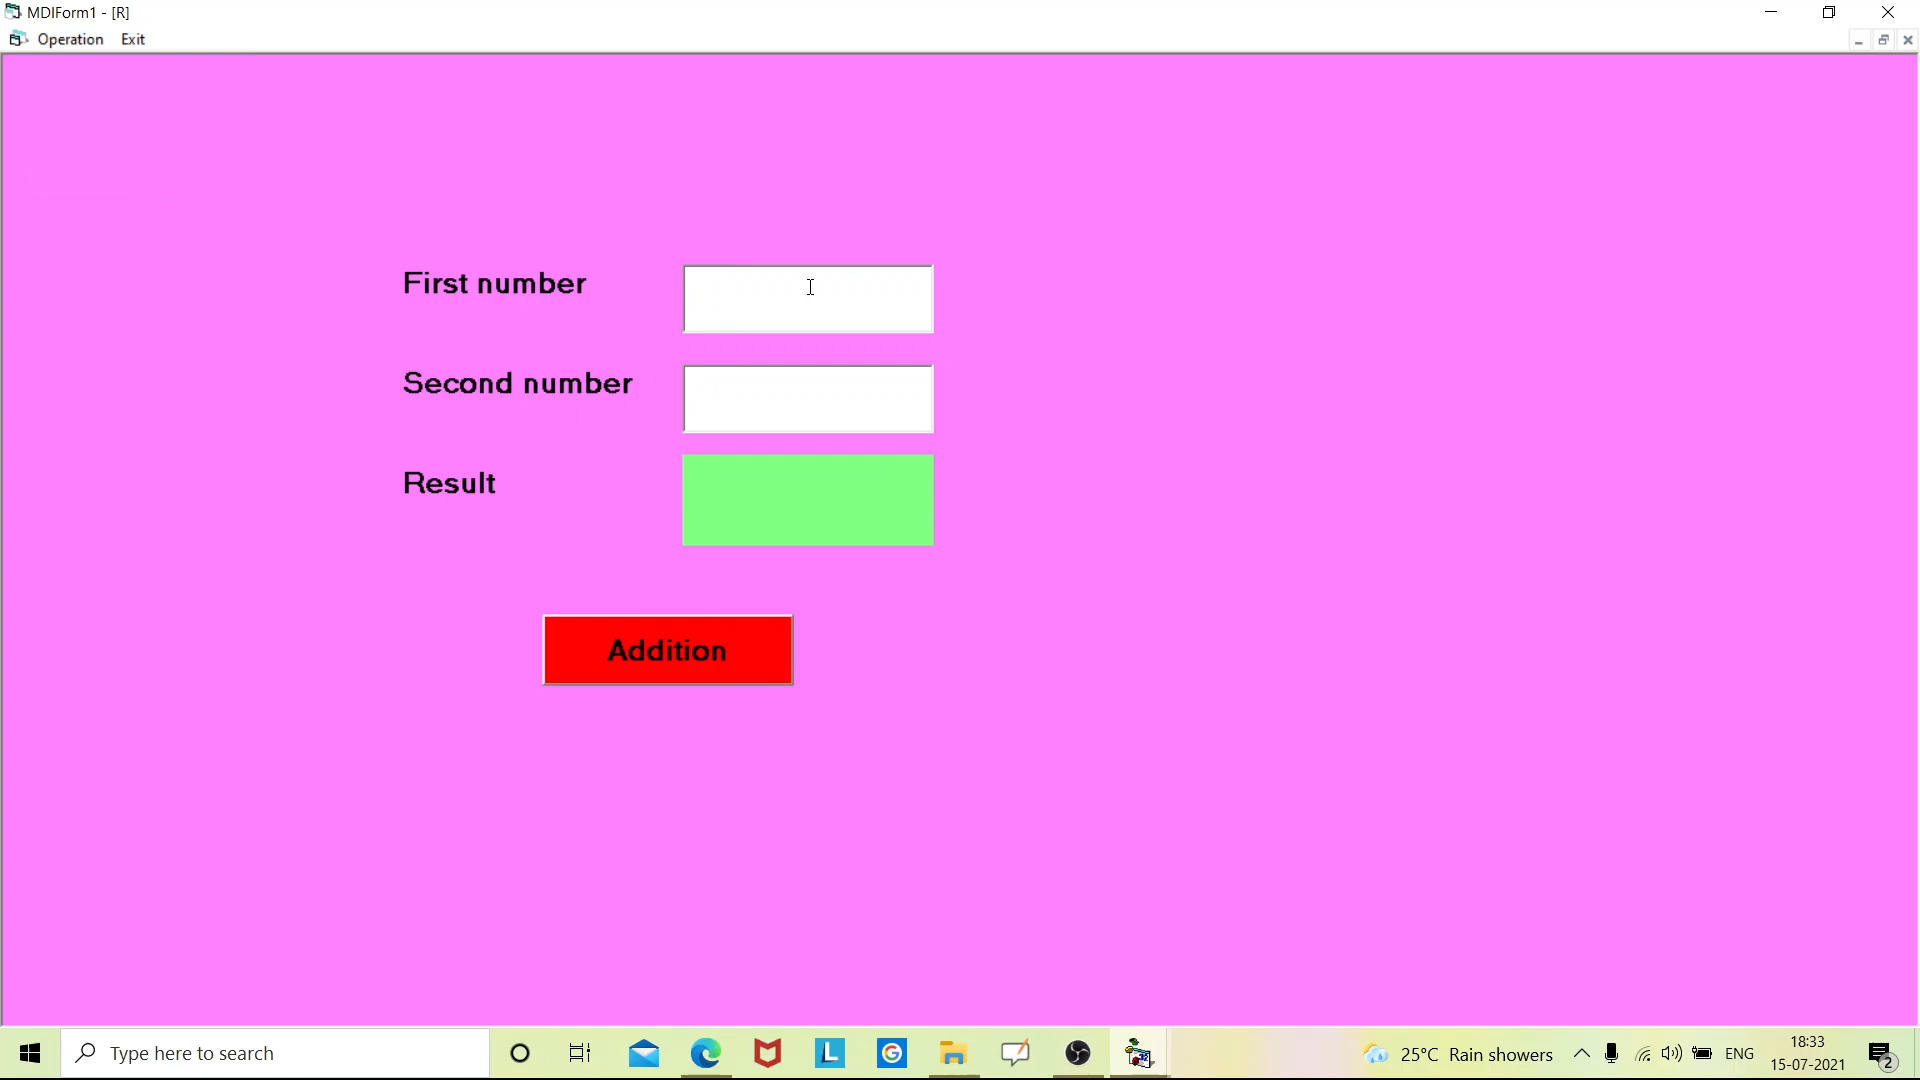 MDIForm1 - [R]
Operation Exit
First number
Second number
Result
Addition
Type here to search
L
G
25°C Rain showers
ENG
18:33
15-07-2021
2